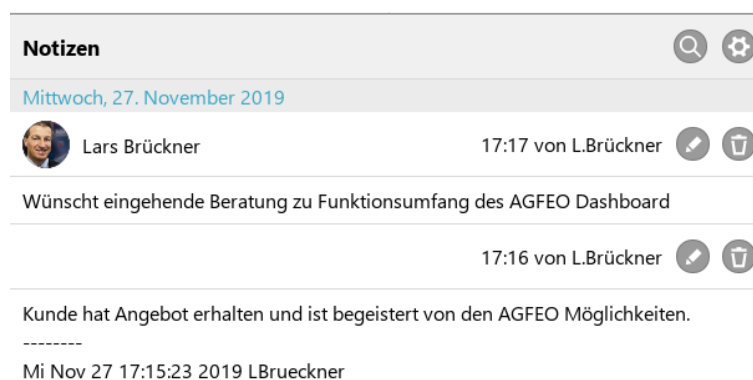 Notizen
Mittwoch, 27. November 2019
Lars Brückner 17:17 von L.Brückner
Wünscht eingehende Beratung zu Funktionsumfang des AGFEO Dashboard
17:16 von L.Brückner
Kunde hat Angebot erhalten und ist begeistert von den AGFEO Möglichkeiten.
--------
Mi Nov 27 17:15:23 2019 LBrueckner